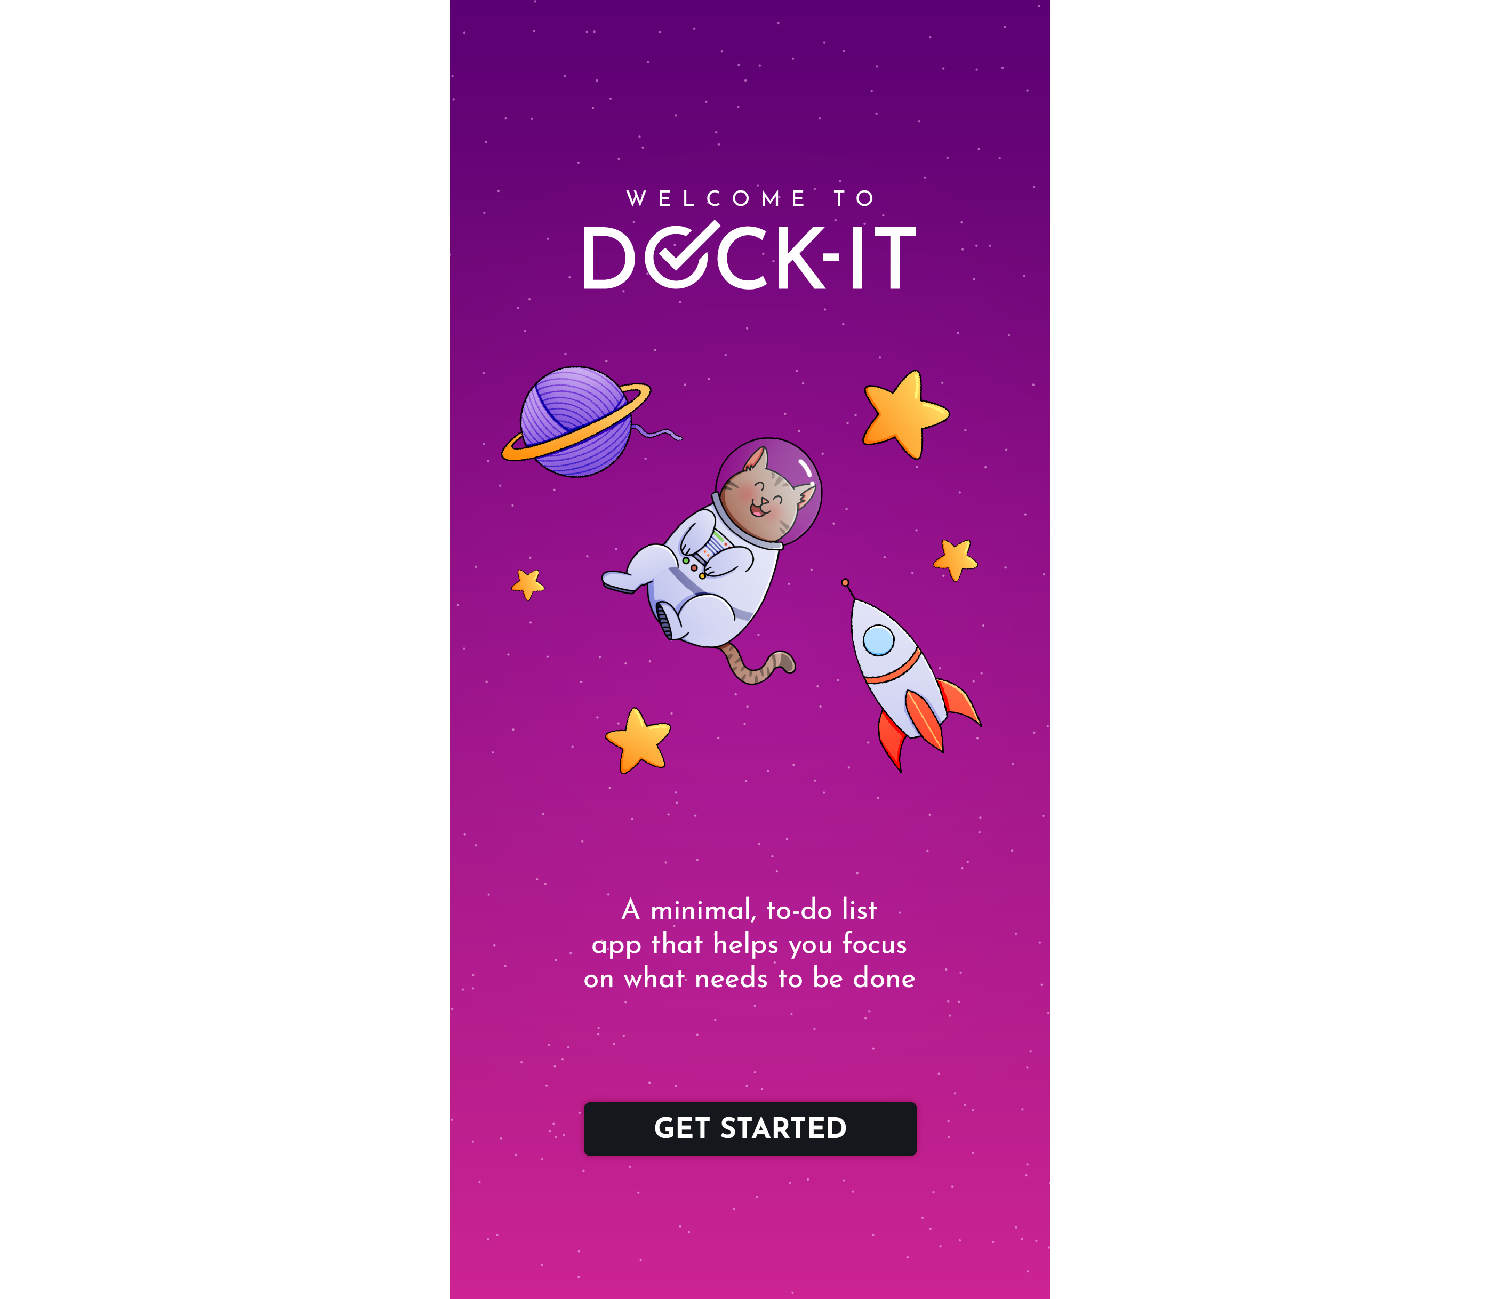 WELCOME TO
DOCK-IT
A minimal, to-do list
app that helps you focus
on what needs to be done
GET STARTED